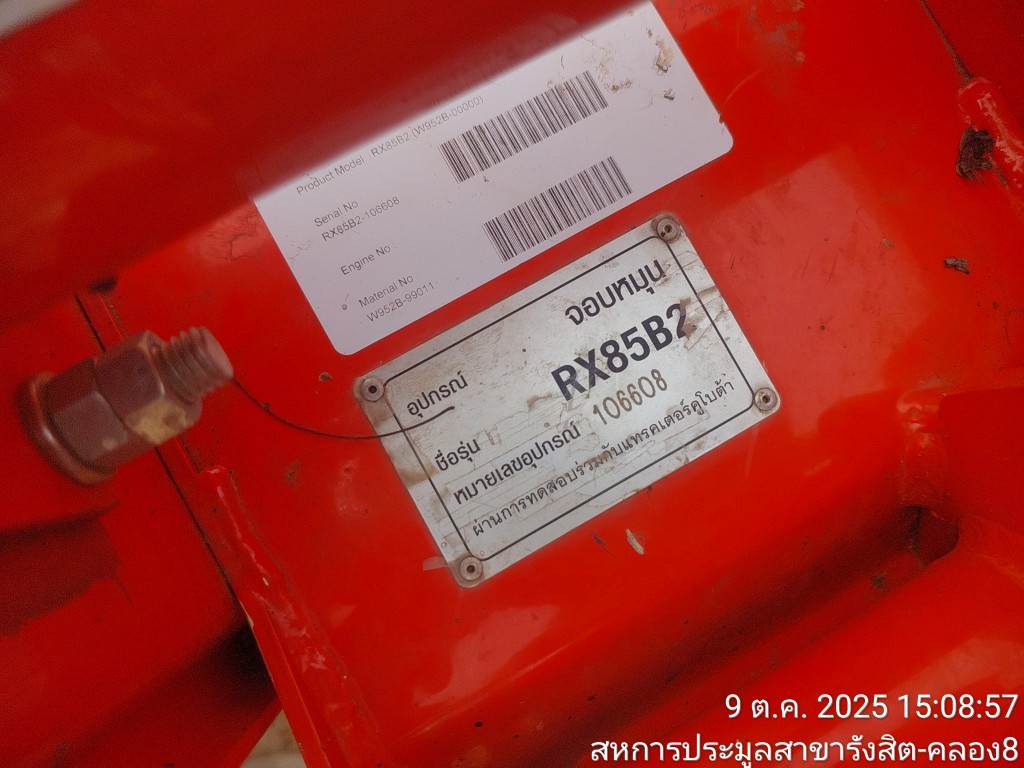 Product Model RX85B2 (W952B-00000)
Serial No
RX85B2-106608
Engine No
Material No
W952B-99011
อุปกรณ์ จอบหมุน
ชื่อรุ่น RX85B2
หมายเลขอุปกรณ์ 106608
ผ่านการทดสอบร่วมกับแทรคเตอร์คูโบต้า
9 ต.ค. 2025 15:08:57
สหการประมูลสาขารังสิต-คลอง8